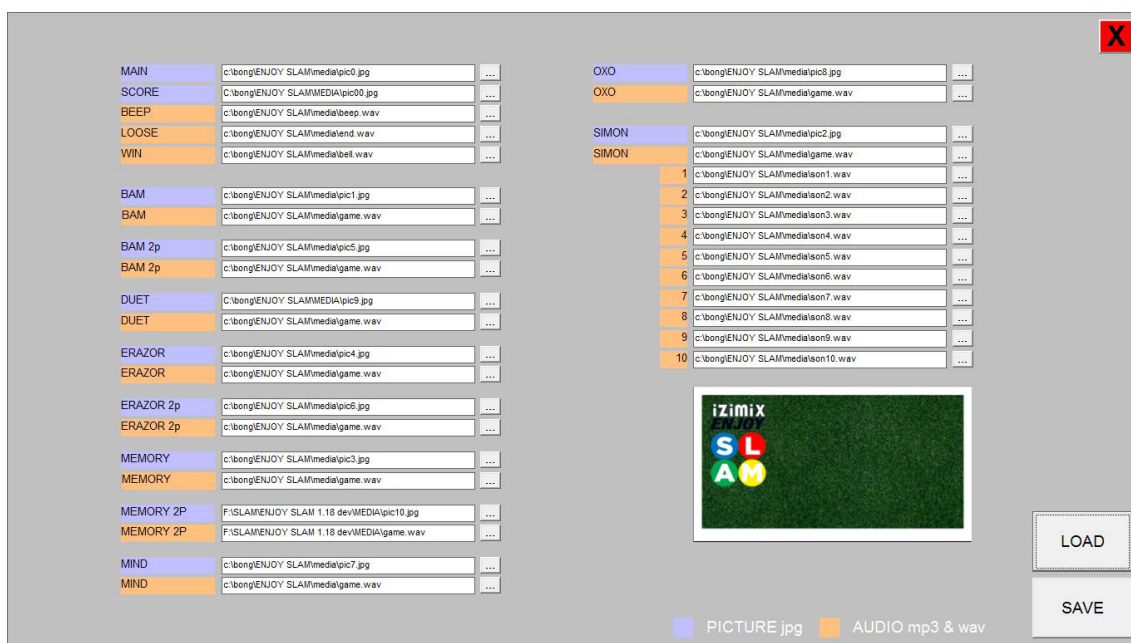 X
MAIN c:\bong\ENJOY SLAM\media\pic0.jpg ...
SCORE C:\bong\ENJOY SLAM\MEDIA\pic00.jpg ...
BEEP c:\bong\ENJOY SLAM\media\beep.wav ...
LOOSE c:\bong\ENJOY SLAM\media\end.wav ...
WIN c:\bong\ENJOY SLAM\media\bell.wav ...
BAM c:\bong\ENJOY SLAM\media\pic1.jpg ...
BAM c:\bong\ENJOY SLAM\media\game.wav ...
BAM 2p c:\bong\ENJOY SLAM\media\pic5.jpg ...
BAM 2p c:\bong\ENJOY SLAM\media\game.wav ...
DUET C:\bong\ENJOY SLAM\MEDIA\pic9.jpg ...
DUET c:\bong\ENJOY SLAM\media\game.wav ...
ERAZOR c:\bong\ENJOY SLAM\media\pic4.jpg ...
ERAZOR c:\bong\ENJOY SLAM\media\game.wav ...
ERAZOR 2p c:\bong\ENJOY SLAM\media\pic6.jpg ...
ERAZOR 2p c:\bong\ENJOY SLAM\media\game.wav ...
MEMORY c:\bong\ENJOY SLAM\media\pic3.jpg ...
MEMORY c:\bong\ENJOY SLAM\media\game.wav ...
MEMORY 2P F:\SLAM\ENJOY SLAM 1.18 dev\MEDIA\pic10.jpg ...
MEMORY 2P F:\SLAM\ENJOY SLAM 1.18 dev\MEDIA\game.wav ...
MIND c:\bong\ENJOY SLAM\media\pic7.jpg ...
MIND c:\bong\ENJOY SLAM\media\game.wav ...
OXO c:\bong\ENJOY SLAM\media\pic8.jpg ...
OXO c:\bong\ENJOY SLAM\media\game.wav ...
SIMON c:\bong\ENJOY SLAM\media\pic2.jpg ...
SIMON c:\bong\ENJOY SLAM\media\game.wav ...
1 c:\bong\ENJOY SLAM\media\son1.wav ...
2 c:\bong\ENJOY SLAM\media\son2.wav ...
3 c:\bong\ENJOY SLAM\media\son3.wav ...
4 c:\bong\ENJOY SLAM\media\son4.wav ...
5 c:\bong\ENJOY SLAM\media\son5.wav ...
6 c:\bong\ENJOY SLAM\media\son6.wav ...
7 c:\bong\ENJOY SLAM\media\son7.wav ...
8 c:\bong\ENJOY SLAM\media\son8.wav ...
9 c:\bong\ENJOY SLAM\media\son9.wav ...
10 c:\bong\ENJOY SLAM\media\son10.wav ...
izimix
ENJOY
SL
AM
LOAD
SAVE
PICTURE jpg AUDIO mp3 & wav